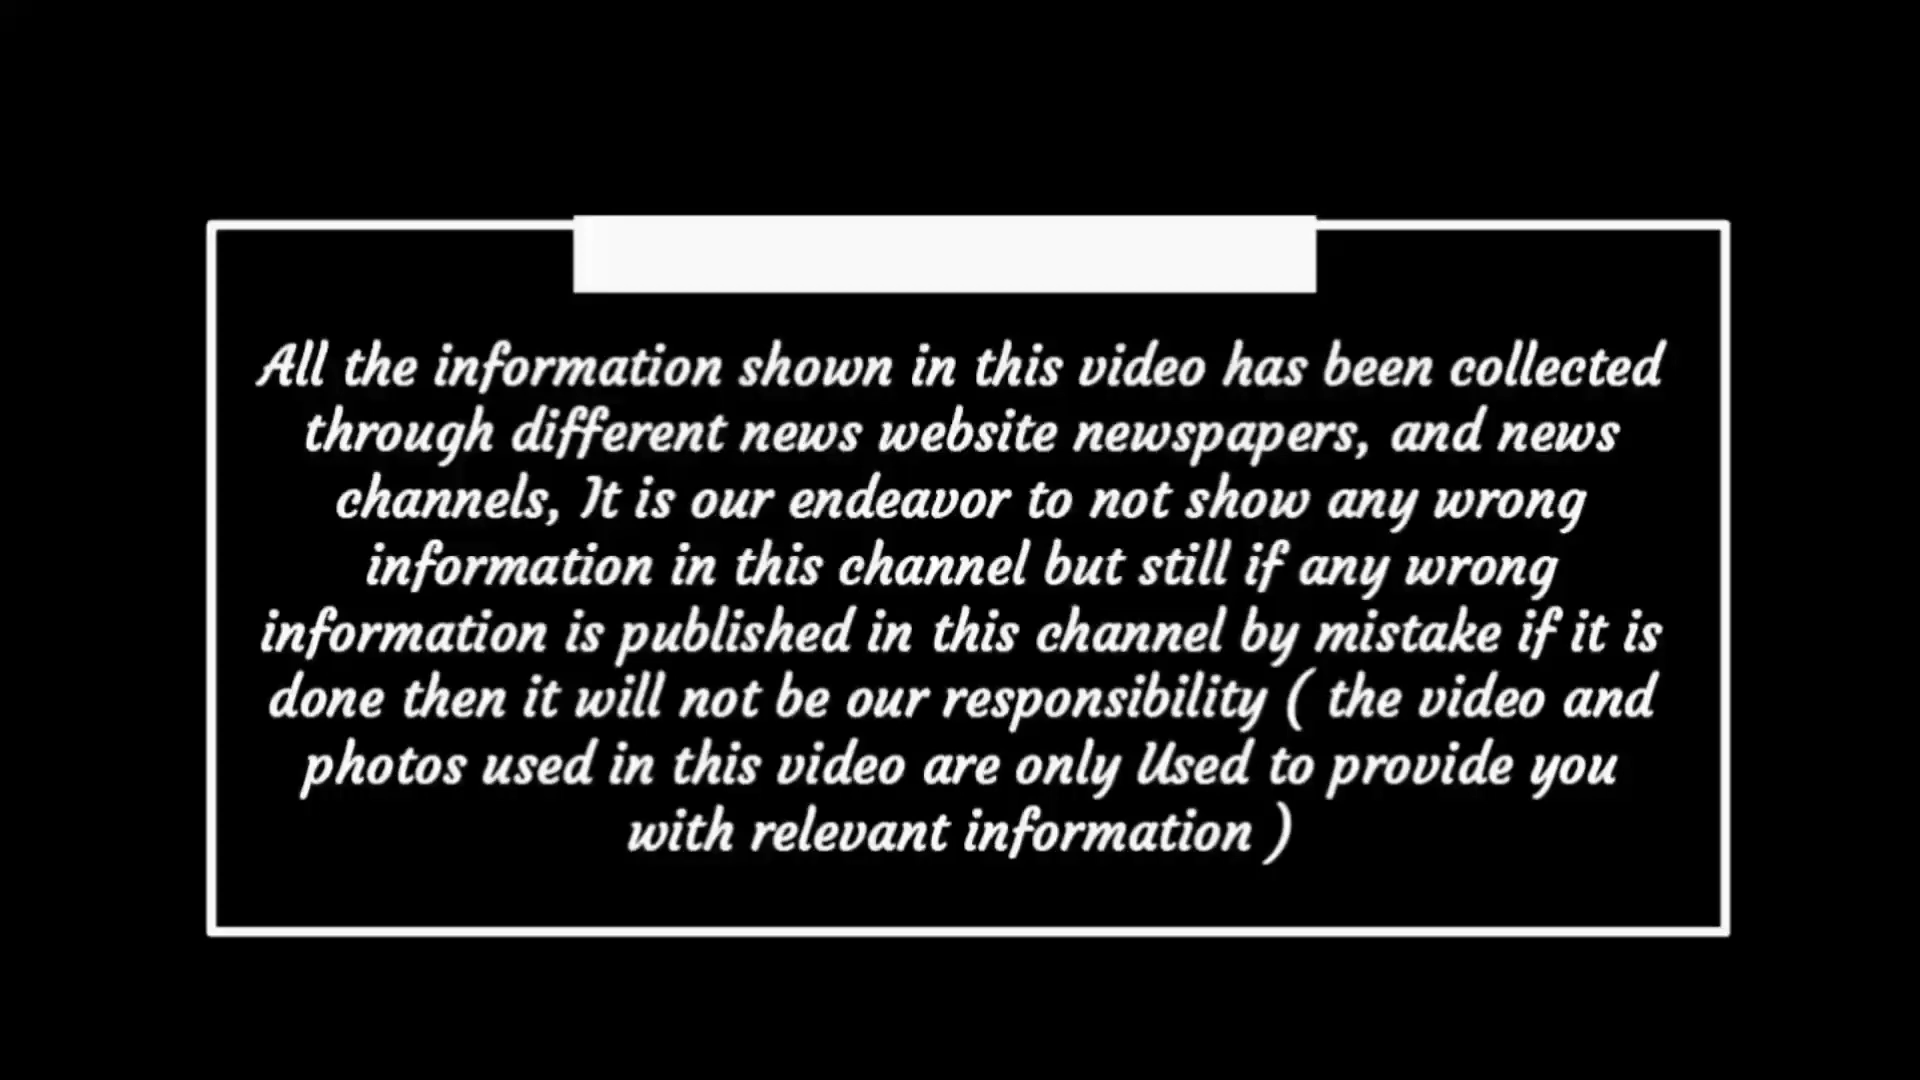 All the information shown in this video has been collected
through different news website newspapers, and news
channels, It is our endeavor to not show any wrong
information in this channel but still if any wrong
information is published in this channel by mistake if it is
done then it will not be our responsibility ( the video and
photos used in this video are only Used to provide you
with relevant information )